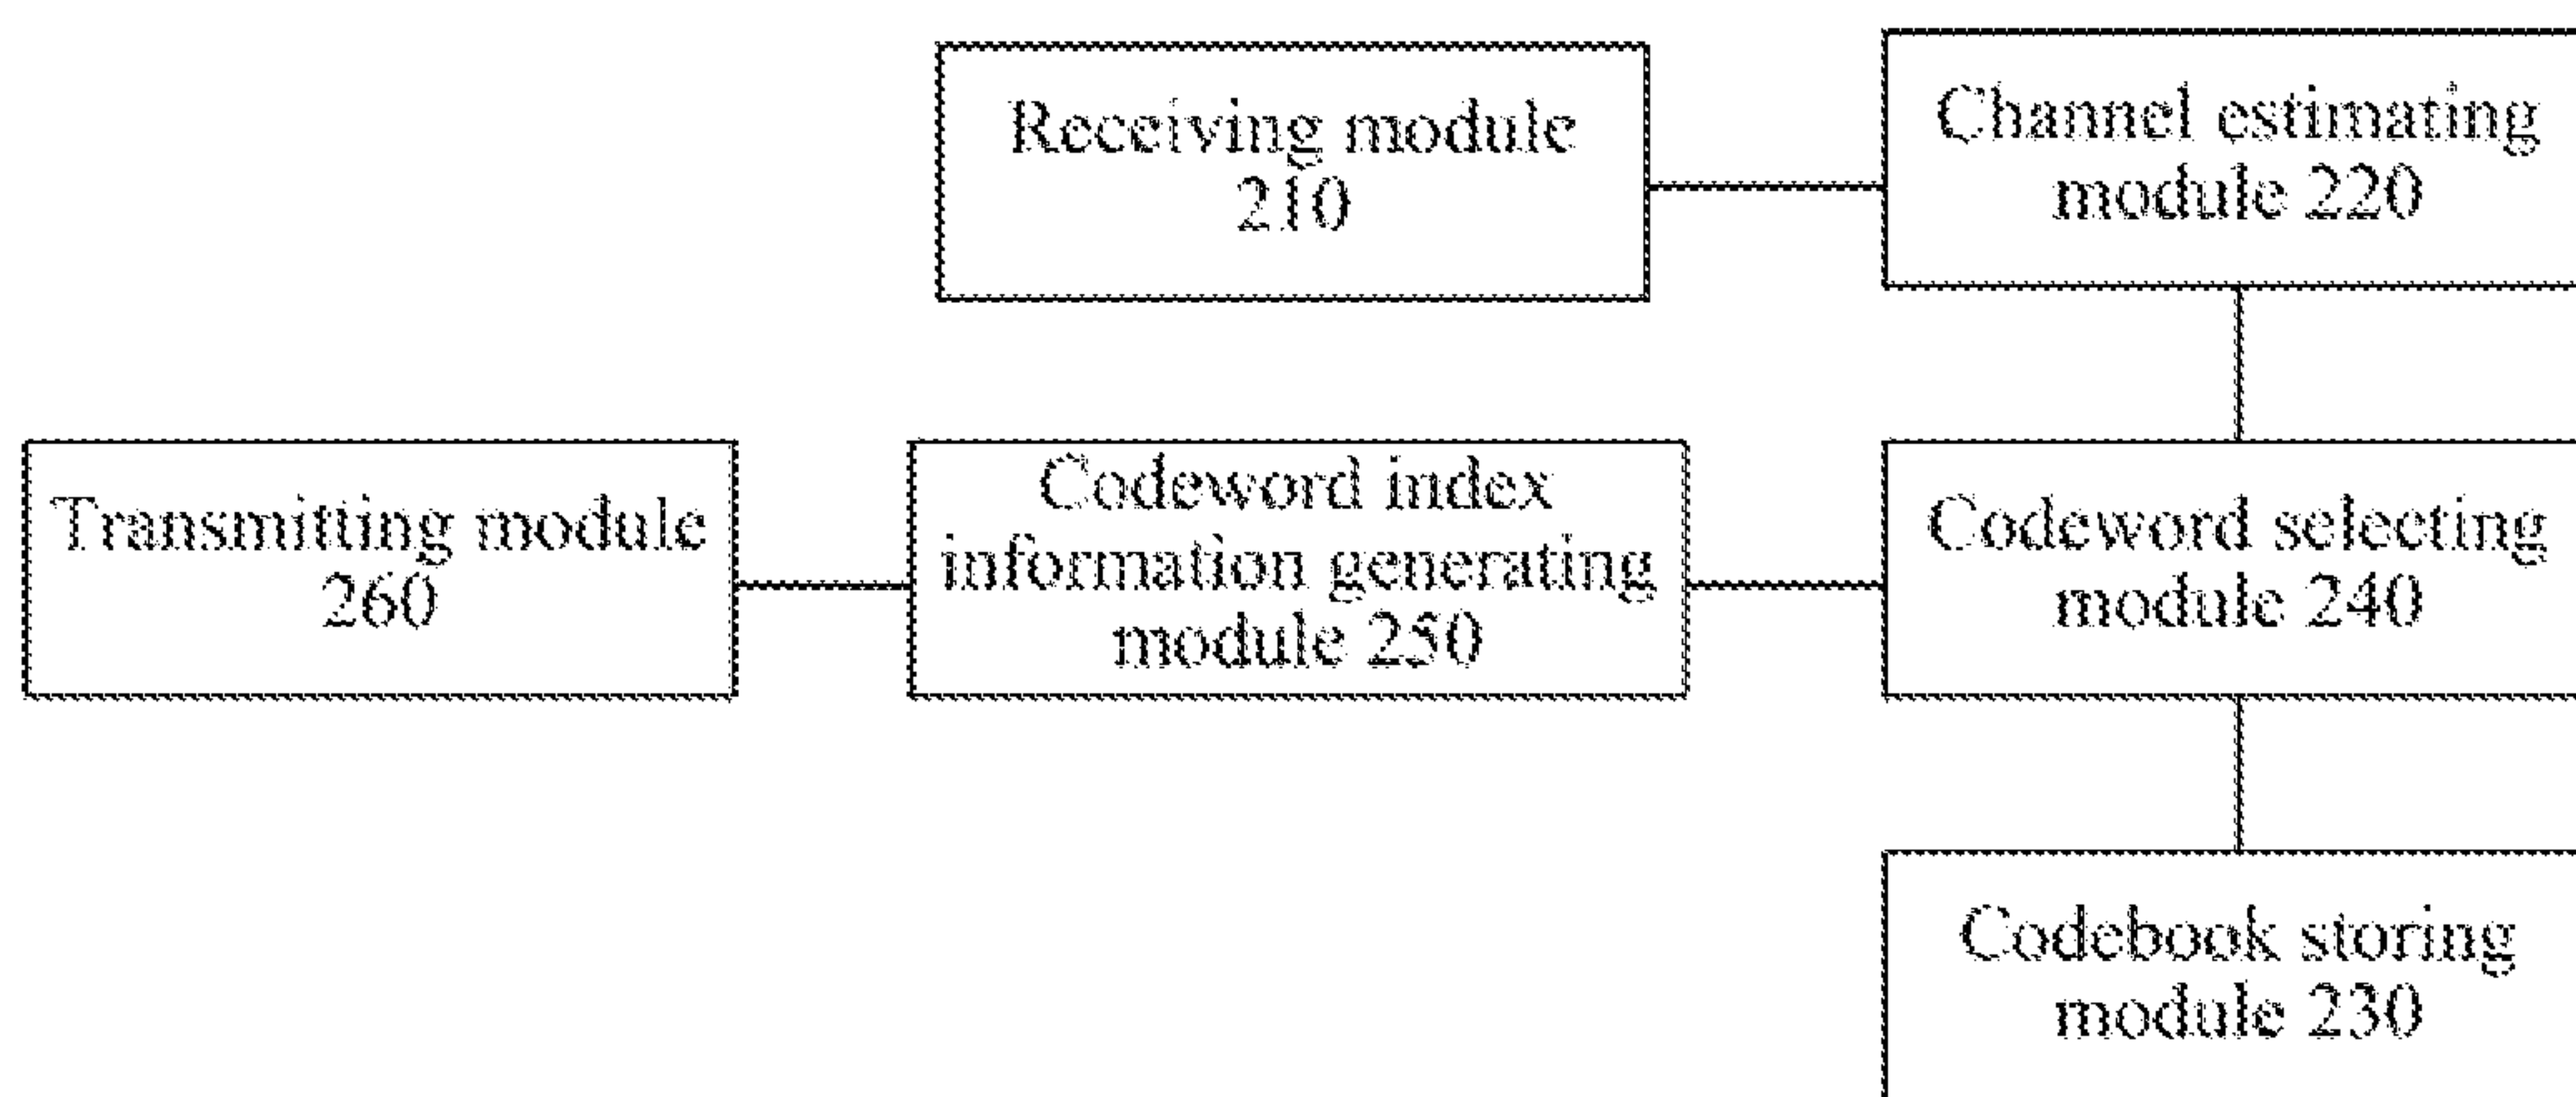 Receiving module
210
Channel estimating
module 220
Transmitting module
260
Codeword index
information generating
module 250
Codeword selecting
module 240
Codebook storing
module 230